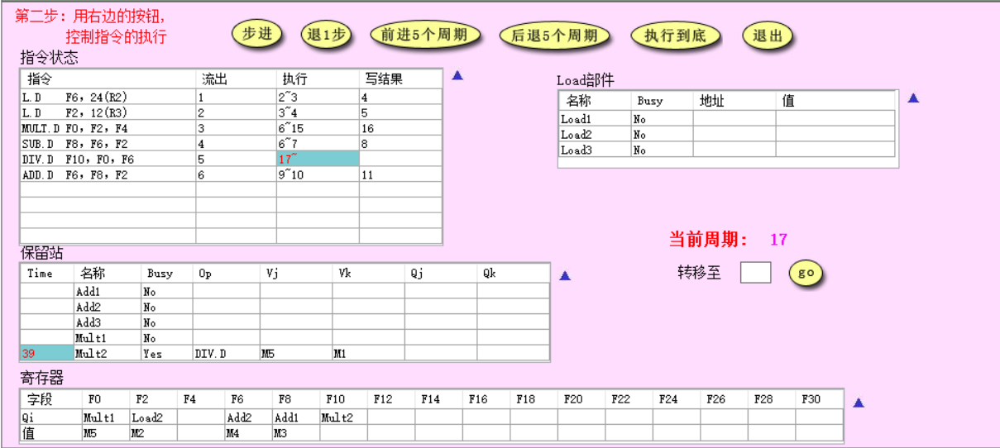 第二步：用右边的按钮，
控制指令的执行
步进 退1步 前进5个周期 后退5个周期 执行到底 退出
指令状态
指令 流出 执行 写结果
L.D F6, 24(R2) 1 2~3 4
L.D F2, 12(R3) 2 3~4 5
MULT.D F0, F2, F4 3 6~15 16
SUB.D F8, F6, F2 4 6~7 8
DIV.D F10, F0, F6 5 17~
ADD.D F6, F8, F2 6 9~10 11
Load部件
名称 Busy 地址 值
Load1 No
Load2 No
Load3 No
当前周期： 17
转移至 go
保留站
Time 名称 Busy Op Vj Vk Qj Qk
Add1 No
Add2 No
Add3 No
Mult1 No
39 Mult2 Yes DIV.D M5 M1
寄存器
字段 F0 F2 F4 F6 F8 F10 F12 F14 F16 F18 F20 F22 F24 F26 F28 F30
Qi Mult1 Load2 Add2 Add1 Mult2
值 M5 M2 M4 M3